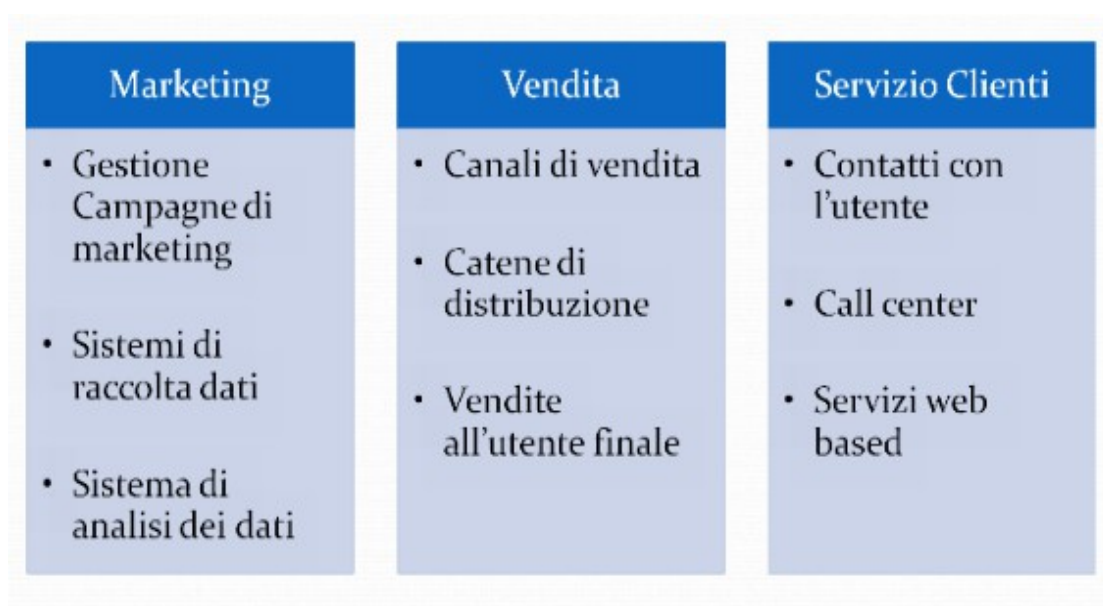 Marketing
• Gestione
Campagne di
marketing
• Sistemi di
raccolta dati
• Sistema di
analisi dei dati
Vendita
• Canali di vendita
• Catene di
distribuzione
• Vendite
all’utente finale
Servizio Clienti
• Contatti con
l’utente
• Call center
• Servizi web
based